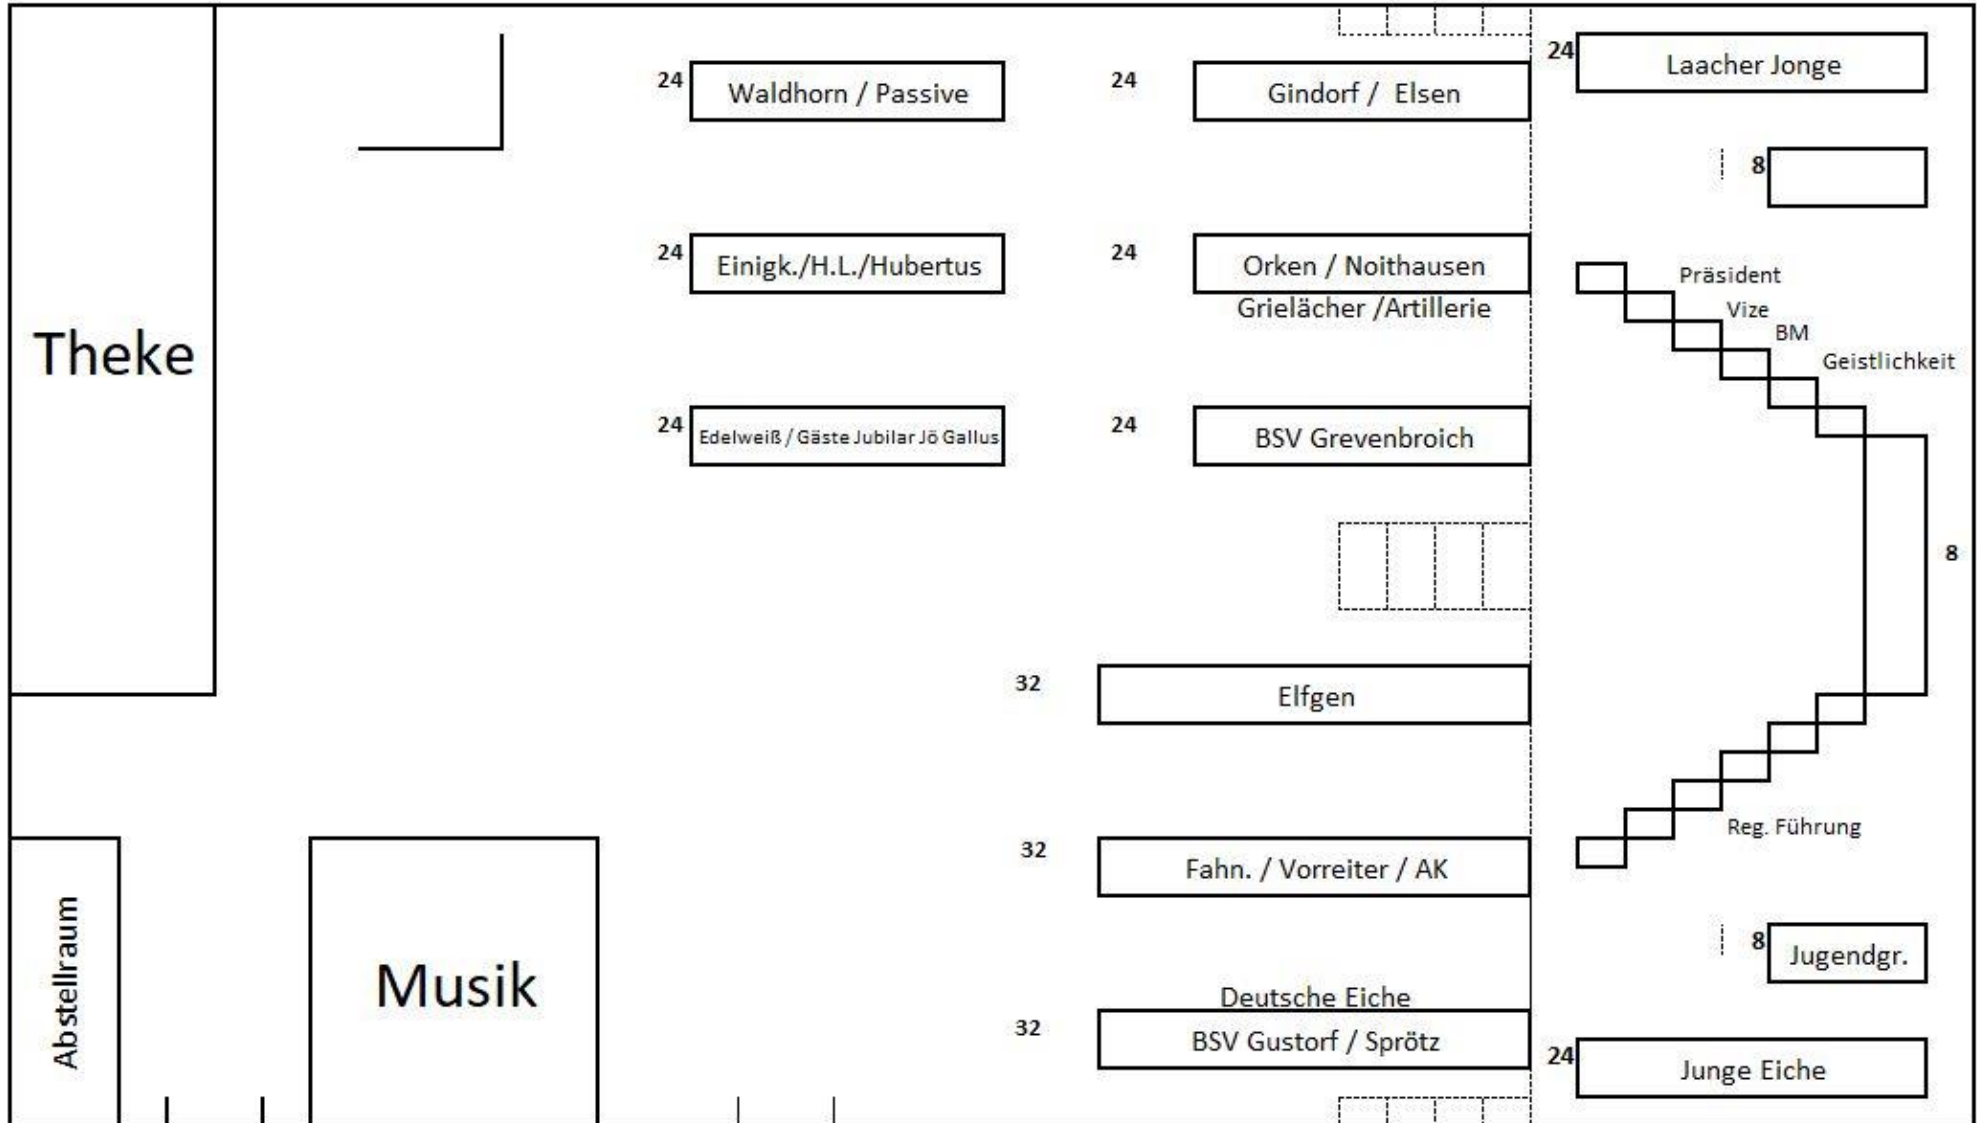 24 Laacher Jonge
24 Waldhorn / Passive
24 Gindorf / Elsen
8
24 Einigk./H.L./Hubertus
24 Orken / Noithausen
Grielächer /Artillerie
Präsident
Vize
BM
Geistlichkeit
Theke
24 Edelweiß / Gäste Jubilar Jö Gallus
24 BSV Grevenbroich
8
32 Elfgen
Reg. Führung
32 Fahn. / Vorreiter / AK
Abstellraum
Musik
8 Jugendgr.
Deutsche Eiche
32 BSV Gustorf / Sprötz
24 Junge Eiche